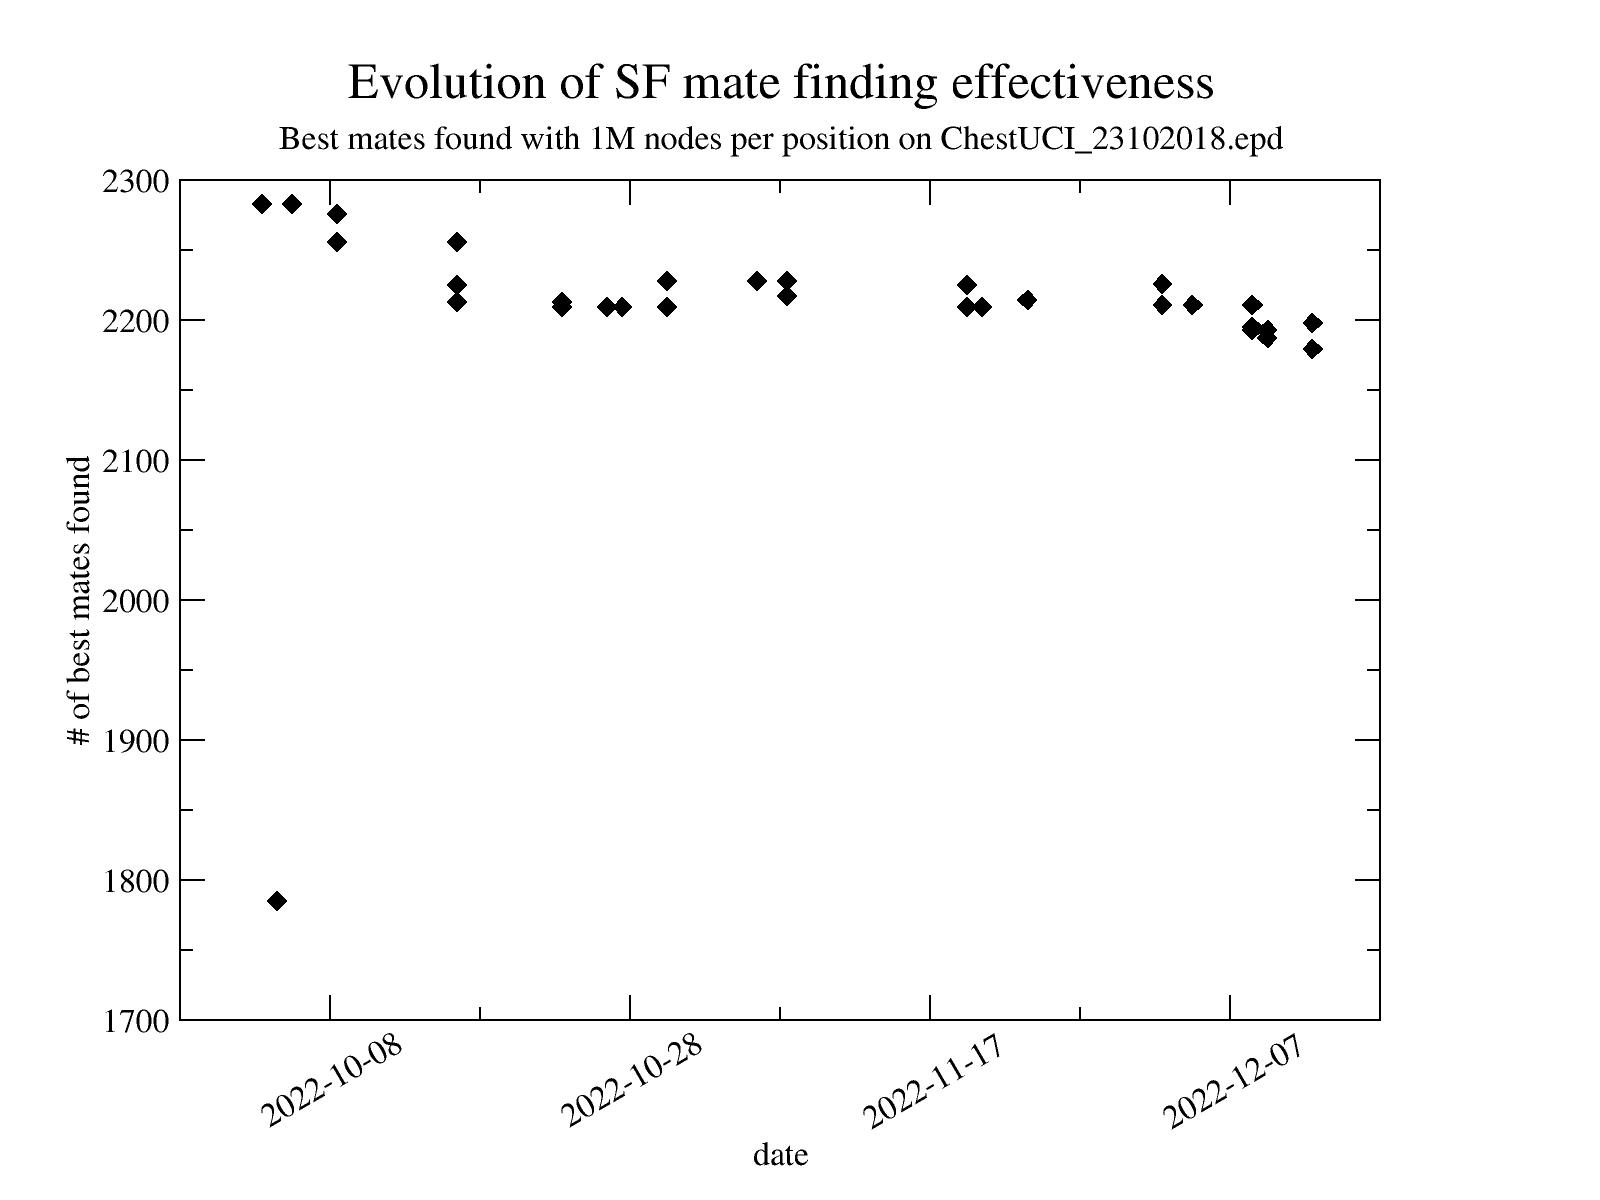 Evolution of SF mate finding effectiveness
Best mates found with 1M nodes per position on ChestUCI_23102018.epd
2300
2200
2100
2000
1900
1800
1700
# of best mates found
2022-10-08
2022-10-28
2022-11-17
2022-12-07
date